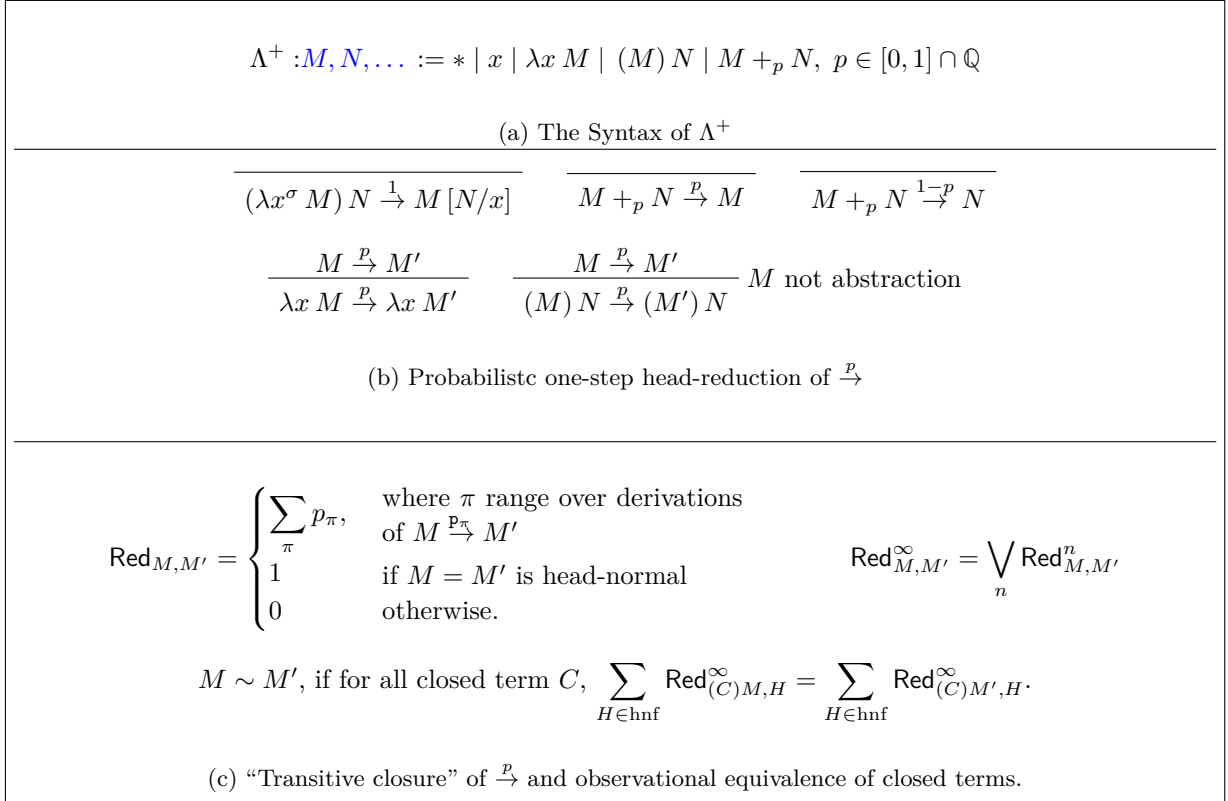 Λ⁺ : M, N, … := ∗ | x | λx M | (M) N | M +ₚ N, p ∈ [0, 1] ∩ ℚ
(a) The Syntax of Λ⁺
(λx^σ M) N →^1 M [N/x]    M +ₚ N →^p M    M +ₚ N →^{1−p} N
M →^p M′    M →^p M′
λx M →^p λx M′    (M) N →^p (M′) N    M not abstraction
(b) Probabilistc one-step head-reduction of →^p
Red_{M,M′} = { ∑_π p_π, where π range over derivations
of M →^{p_π} M′
1 if M = M′ is head-normal
0 otherwise.
Red^∞_{M,M′} = ⋁_n Red^n_{M,M′}
M ∼ M′, if for all closed term C, ∑_{H∈hnf} Red^∞_{(C)M,H} = ∑_{H∈hnf} Red^∞_{(C)M′,H}.
(c) “Transitive closure” of →^p and observational equivalence of closed terms.